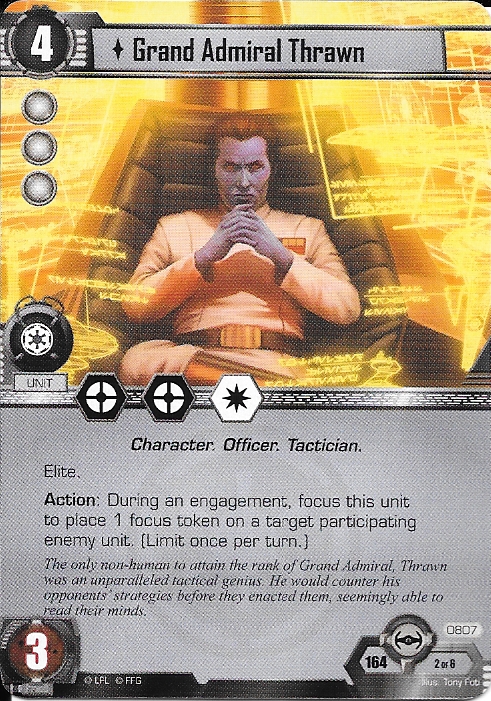 4
Grand Admiral Thrawn
UNIT
Character. Officer. Tactician.
Elite.
Action: During an engagement, focus this unit
to place 1 focus token on a target participating
enemy unit. (Limit once per turn.)
The only non-human to attain the rank of Grand Admiral, Thrawn
was an unparalleled tactical genius. He would counter his
opponents' strategies before they enacted them, seemingly able to
read their minds.
3
0807
164
2 of 6
© LFL © FFG
Illus. Tony Foti